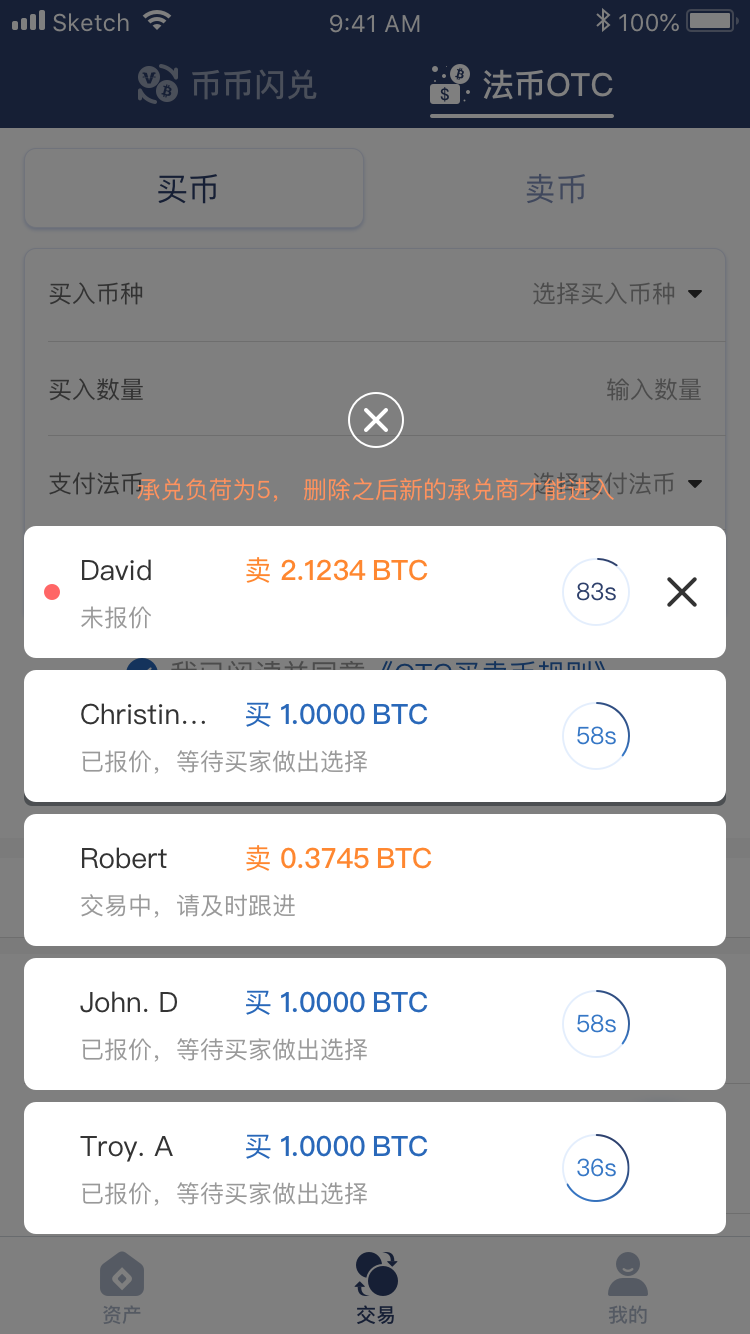 Sketch 9:41 AM 100%
币币闪兑 法币OTC
买币 卖币
买入币种 选择买入币种
买入数量 输入数量
支付法币 选择支付法币
承兑负荷为5， 删除之后新的承兑商才能进入
David 卖 2.1234 BTC
83s
未报价
我已阅读并同意《OTC买卖币规则》
Christin... 买 1.0000 BTC
58s
已报价，等待买家做出选择
Robert 卖 0.3745 BTC
交易中，请及时跟进
John. D 买 1.0000 BTC
58s
已报价，等待买家做出选择
Troy. A 买 1.0000 BTC
36s
已报价，等待买家做出选择
资产 交易 我的